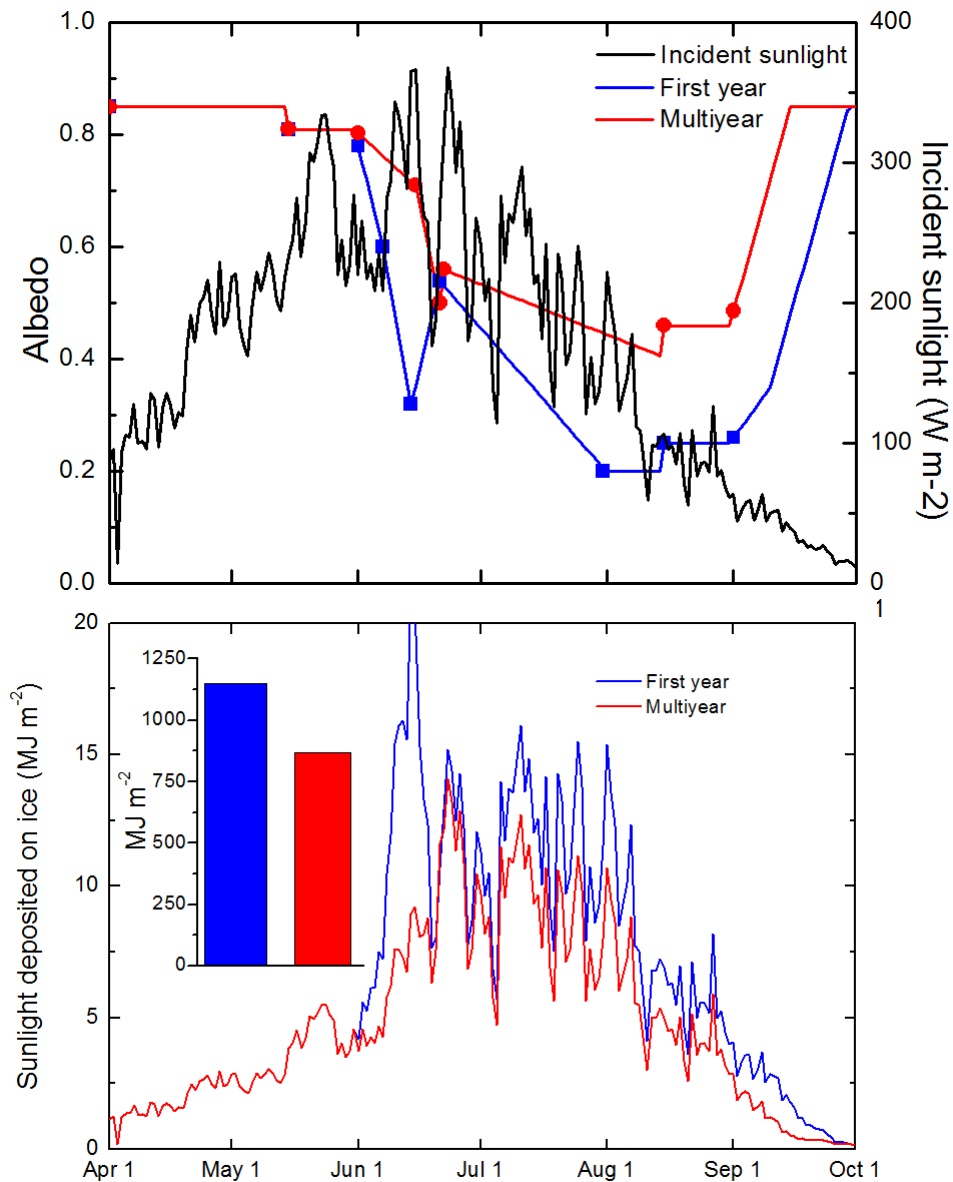 1.0
0.8
0.6
0.4
0.2
0.0
Albedo
400
300
200
100
0
Incident sunlight (W m-2)
Incident sunlight
First year
Multiyear
20
15
10
5
0
Sunlight deposited on ice (MJ m-2)
1
1250
1000
750
500
250
0
MJ m-2
First year
Multiyear
Apr 1 May 1 Jun 1 Jul 1 Aug 1 Sep 1 Oct 1